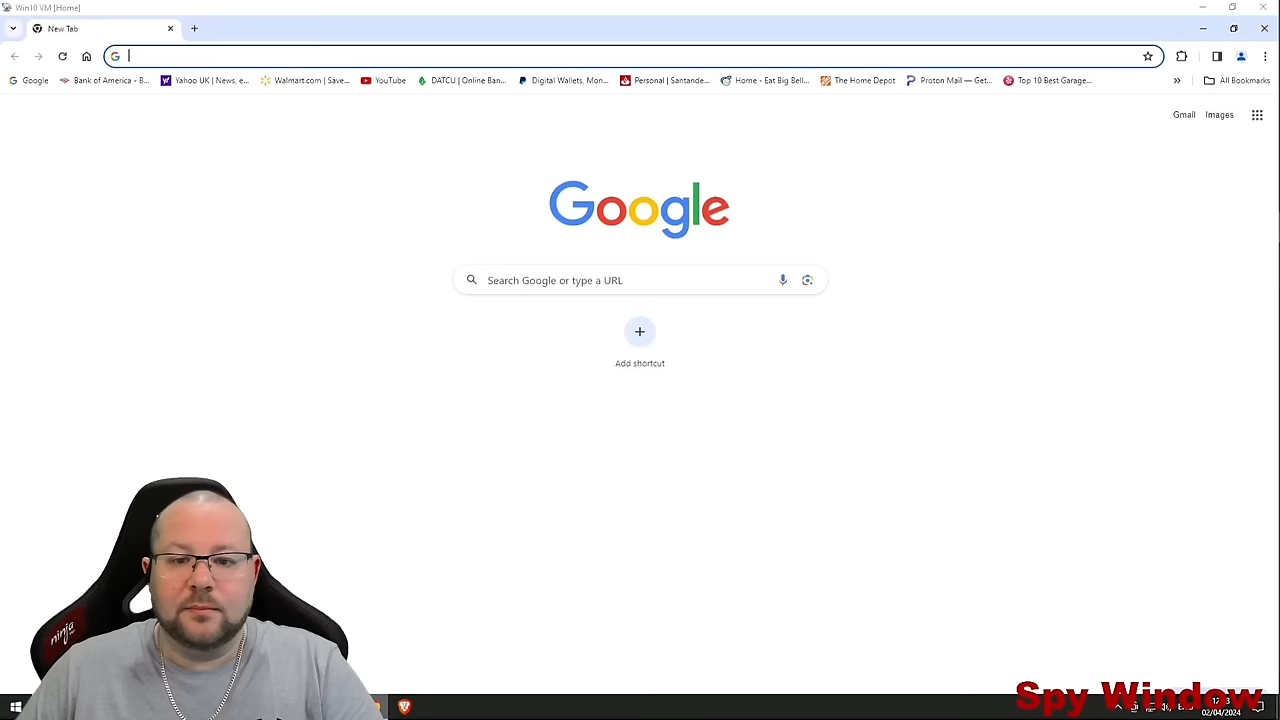 Win10 VM [Home]
New Tab
Google
Bank of America - B...
Yahoo UK | News, e...
Walmart.com | Save...
YouTube
DATCU | Online Ban...
Digital Wallets, Mon...
Personal | Santande...
Home - Eat Big Bell...
The Home Depot
Proton Mail — Get...
Top 10 Best Garage...
All Bookmarks
Gmail
Images
Google
Search Google or type a URL
Add shortcut
ninja
Spy Window
02/04/2024